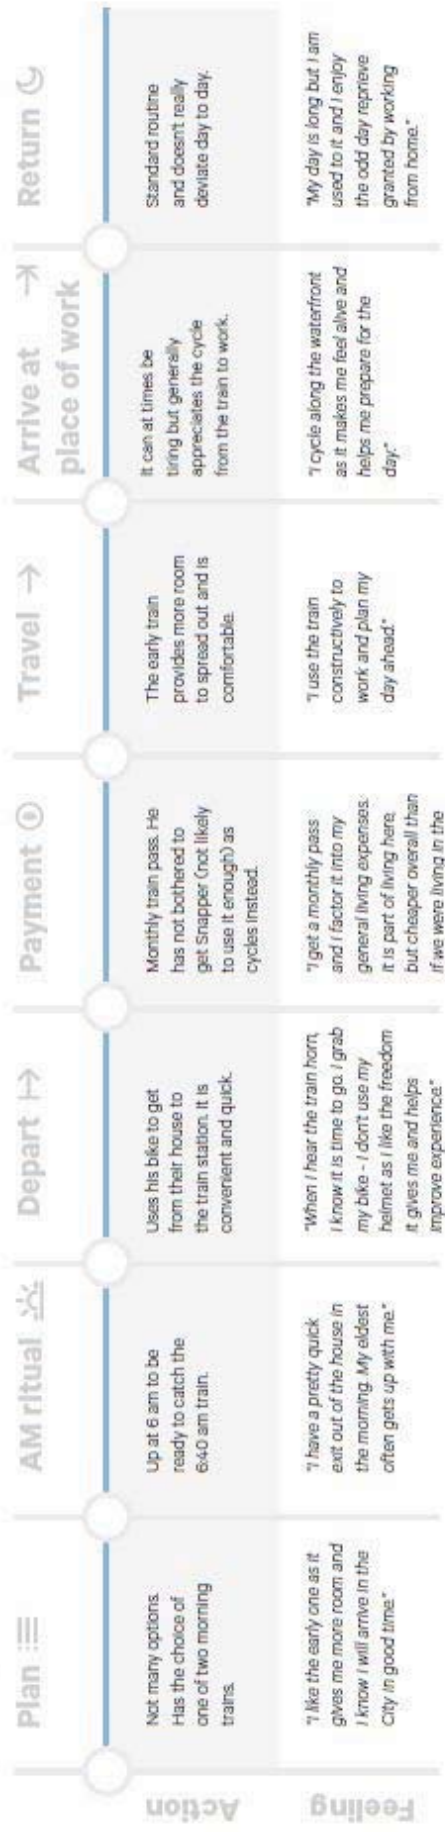 Plan
AM ritual
Depart
Payment
Travel
Arrive at
place of work
Return
Action
Not many options.
Has the choice of
one of two morning
trains.
Up at 6 am to be
ready to catch the
6:40 am train.
Uses his bike to get
from their house to
the train station. It is
convenient and quick.
Monthly train pass. He
has not bothered to
get Snapper (not likely
to use it enough) as
cycles instead.
The early train
provides more room
to spread out and is
comfortable.
It can at times be
tiring but generally
appreciates the cycle
from the train to work.
Standard routine
and doesn't really
deviate day to day.
Feeling
"I like the early one as it
gives me more room and
I know I will arrive in the
City in good time."
"I have a pretty quick
exit out of the house in
the morning. My eldest
often gets up with me."
"When I hear the train horn,
I know it is time to go. I grab
my bike - I don't use my
helmet as I like the freedom
it gives me and helps
improve experience."
"I get a monthly pass
and I factor it into my
general living expenses.
It is part of living here,
but cheaper overall than
if we were living in the
"I use the train
constructively to
work and plan my
day ahead."
"I cycle along the waterfront
as it makes me feel alive and
helps me prepare for the
day."
"My day is long but I am
used to it and I enjoy
the odd day reprieve
granted by working
from home."